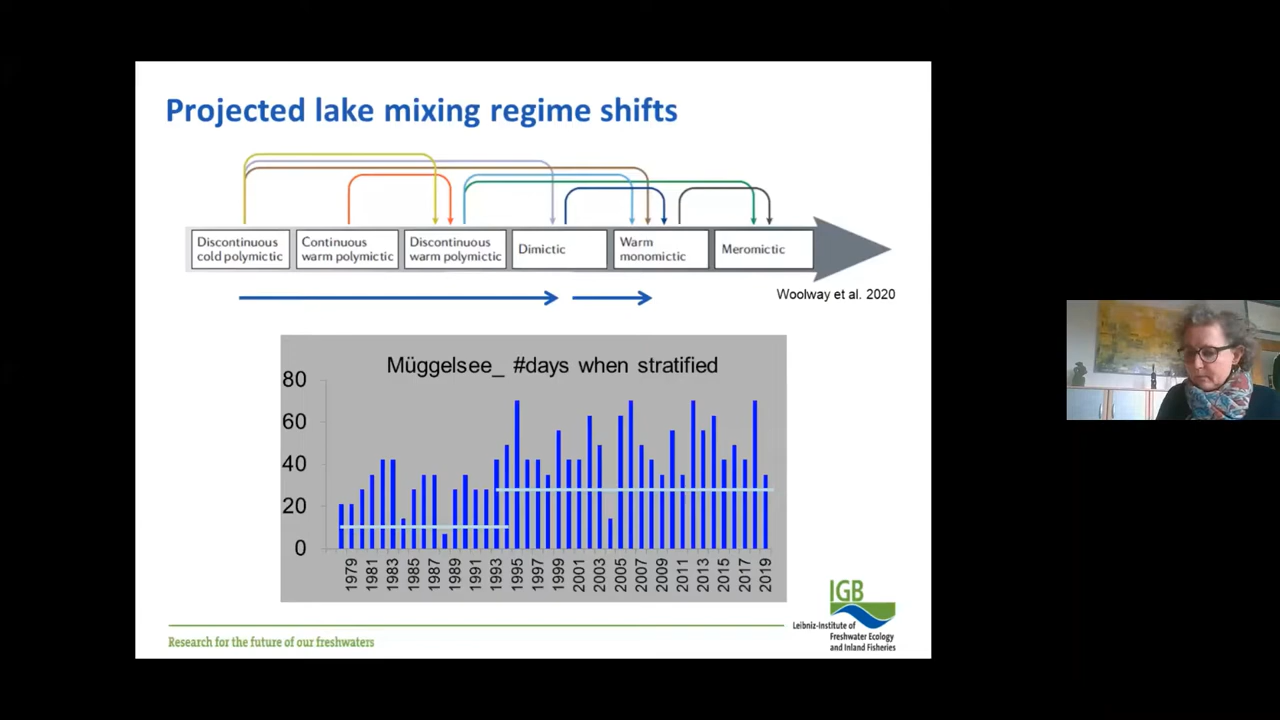 Projected lake mixing regime shifts
Discontinuous
cold polymictic
Continuous
warm polymictic
Discontinuous
warm polymictic
Dimictic
Warm
monomictic
Meromictic
Woolway et al. 2020
Müggelsee_ #days when stratified
80
60
40
20
0
1979
1981
1983
1985
1987
1989
1991
1993
1995
1997
1999
2001
2003
2005
2007
2009
2011
2013
2015
2017
2019
IGB
Leibniz-Institute of
Freshwater Ecology
and Inland Fisheries
Research for the future of our freshwaters